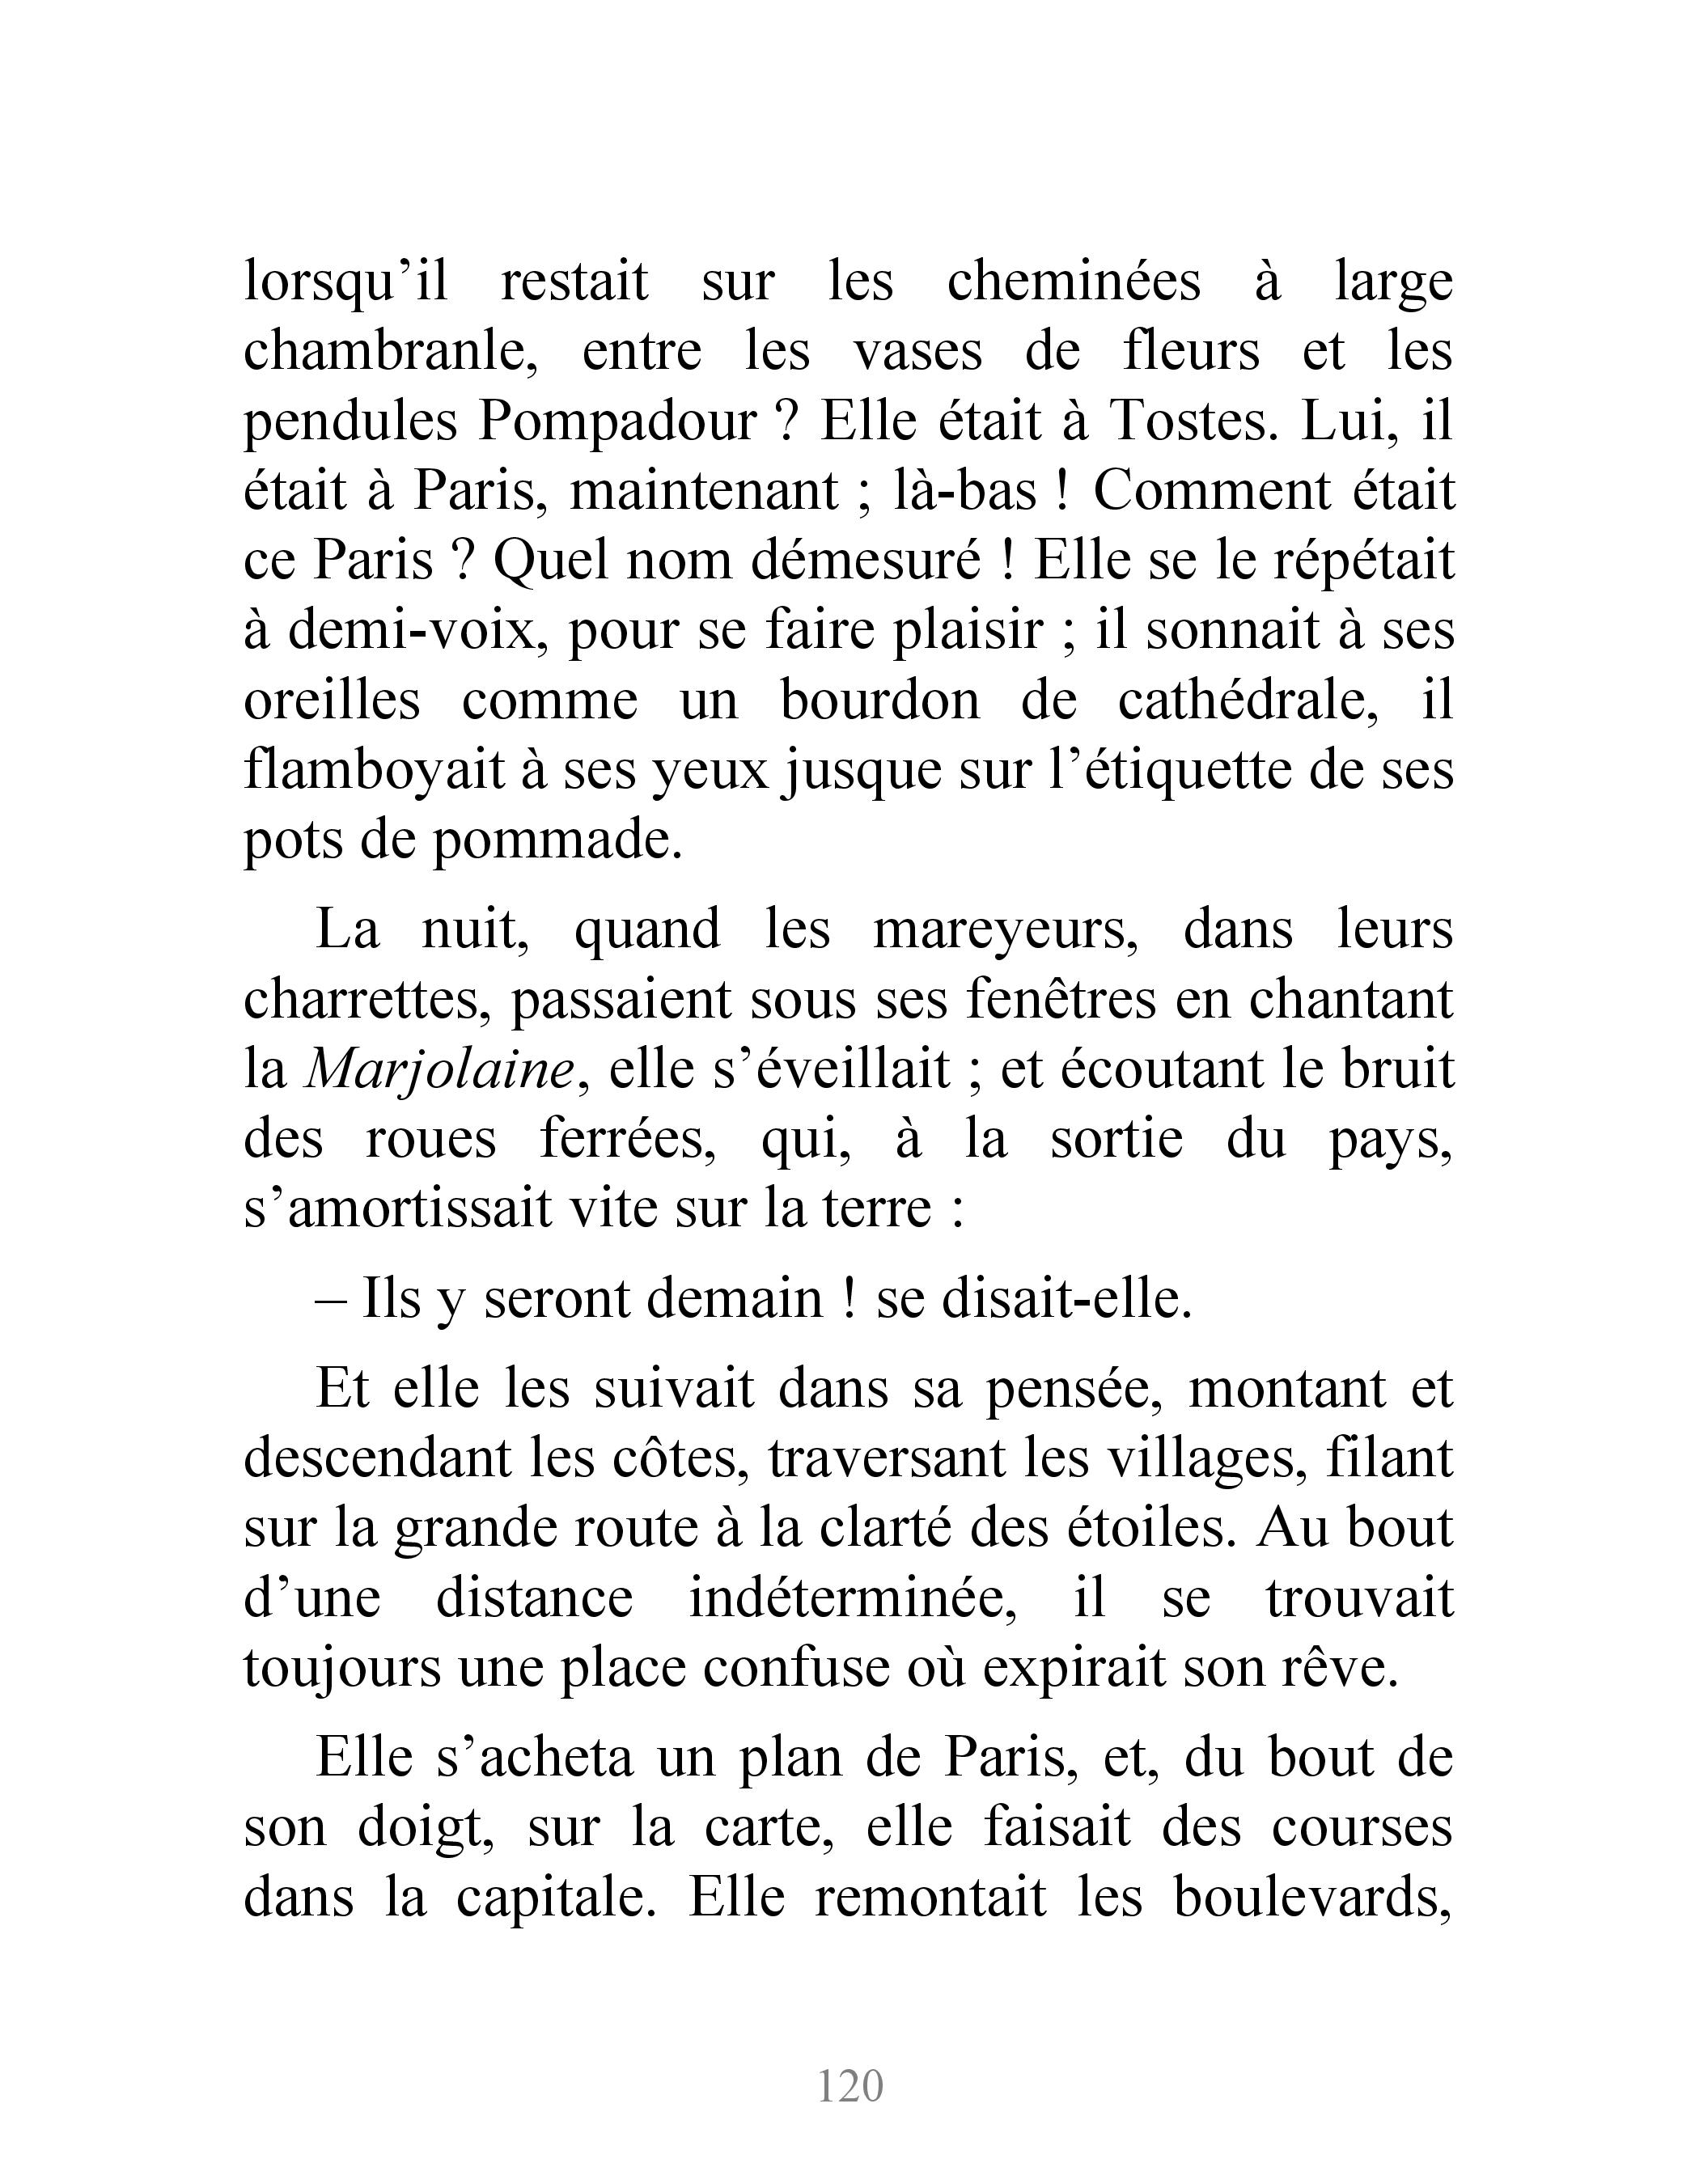 lorsqu’il restait sur les cheminées à large
chambranle, entre les vases de fleurs et les
pendules Pompadour ? Elle était à Tostes. Lui, il
était à Paris, maintenant ; là-bas ! Comment était
ce Paris ? Quel nom démesuré ! Elle se le répétait
à demi-voix, pour se faire plaisir ; il sonnait à ses
oreilles comme un bourdon de cathédrale, il
flamboyait à ses yeux jusque sur l’étiquette de ses
pots de pommade.
La nuit, quand les mareyeurs, dans leurs
charrettes, passaient sous ses fenêtres en chantant
la Marjolaine, elle s’éveillait ; et écoutant le bruit
des roues ferrées, qui, à la sortie du pays,
s’amortissait vite sur la terre :
– Ils y seront demain ! se disait-elle.
Et elle les suivait dans sa pensée, montant et
descendant les côtes, traversant les villages, filant
sur la grande route à la clarté des étoiles. Au bout
d’une distance indéterminée, il se trouvait
toujours une place confuse où expirait son rêve.
Elle s’acheta un plan de Paris, et, du bout de
son doigt, sur la carte, elle faisait des courses
dans la capitale. Elle remontait les boulevards,
120